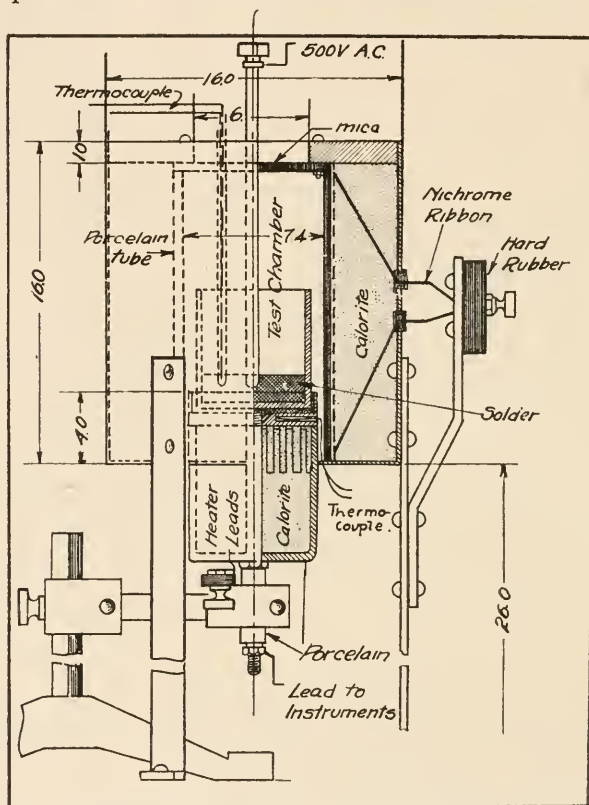 500V A.C.
16.0
Thermocouple
6.
mica
10
Nichrome
Ribbon
Hard
Rubber
Porcelain
tube
7.4
Test Chamber
16.0
Calorite
Solder
4.0
Heater
Leads
Calorite
Thermo-
couple.
26.0
Porcelain
Lead to
Instruments